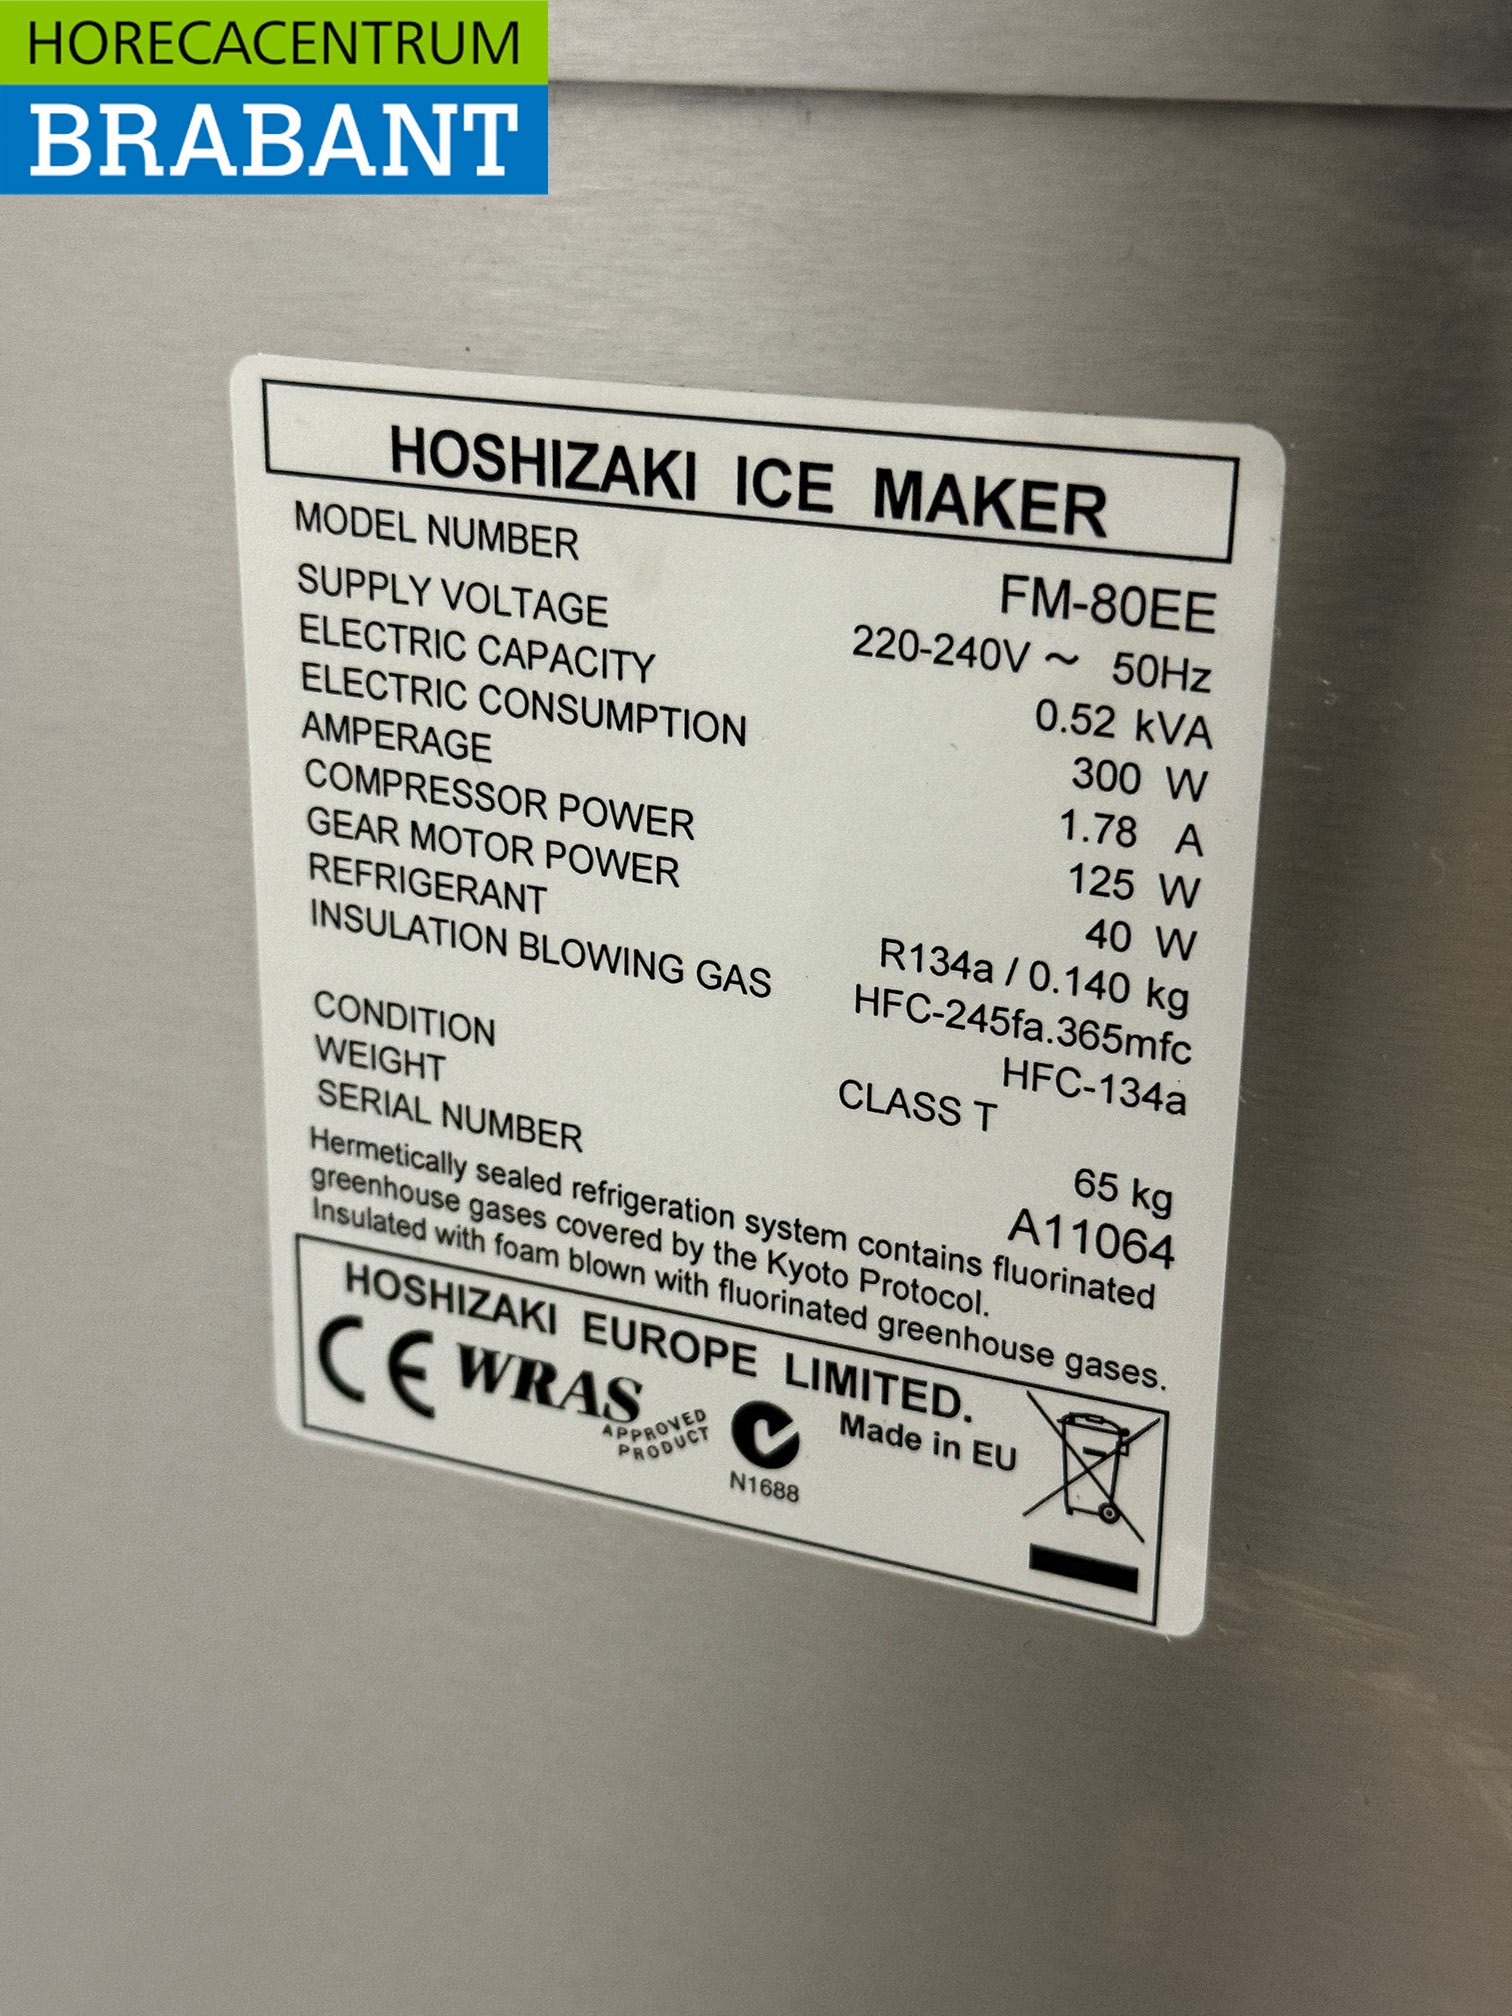 HORECACENTRUM
BRABANT
HOSHIZAKI ICE MAKER
MODEL NUMBER FM-80EE
SUPPLY VOLTAGE 220-240V ~ 50Hz
ELECTRIC CAPACITY 0.52 kVA
ELECTRIC CONSUMPTION 300 W
AMPERAGE 1.78 A
COMPRESSOR POWER 125 W
GEAR MOTOR POWER 40 W
REFRIGERANT R134a / 0.140 kg
INSULATION BLOWING GAS HFC-245fa.365mfc
HFC-134a
CONDITION CLASS T
WEIGHT 65 kg
SERIAL NUMBER A11064
Hermetically sealed refrigeration system contains fluorinated
greenhouse gases covered by the Kyoto Protocol.
Insulated with foam blown with fluorinated greenhouse gases.
HOSHIZAKI EUROPE LIMITED.
CE WRAS
APPROVED
PRODUCT
N1688
Made in EU